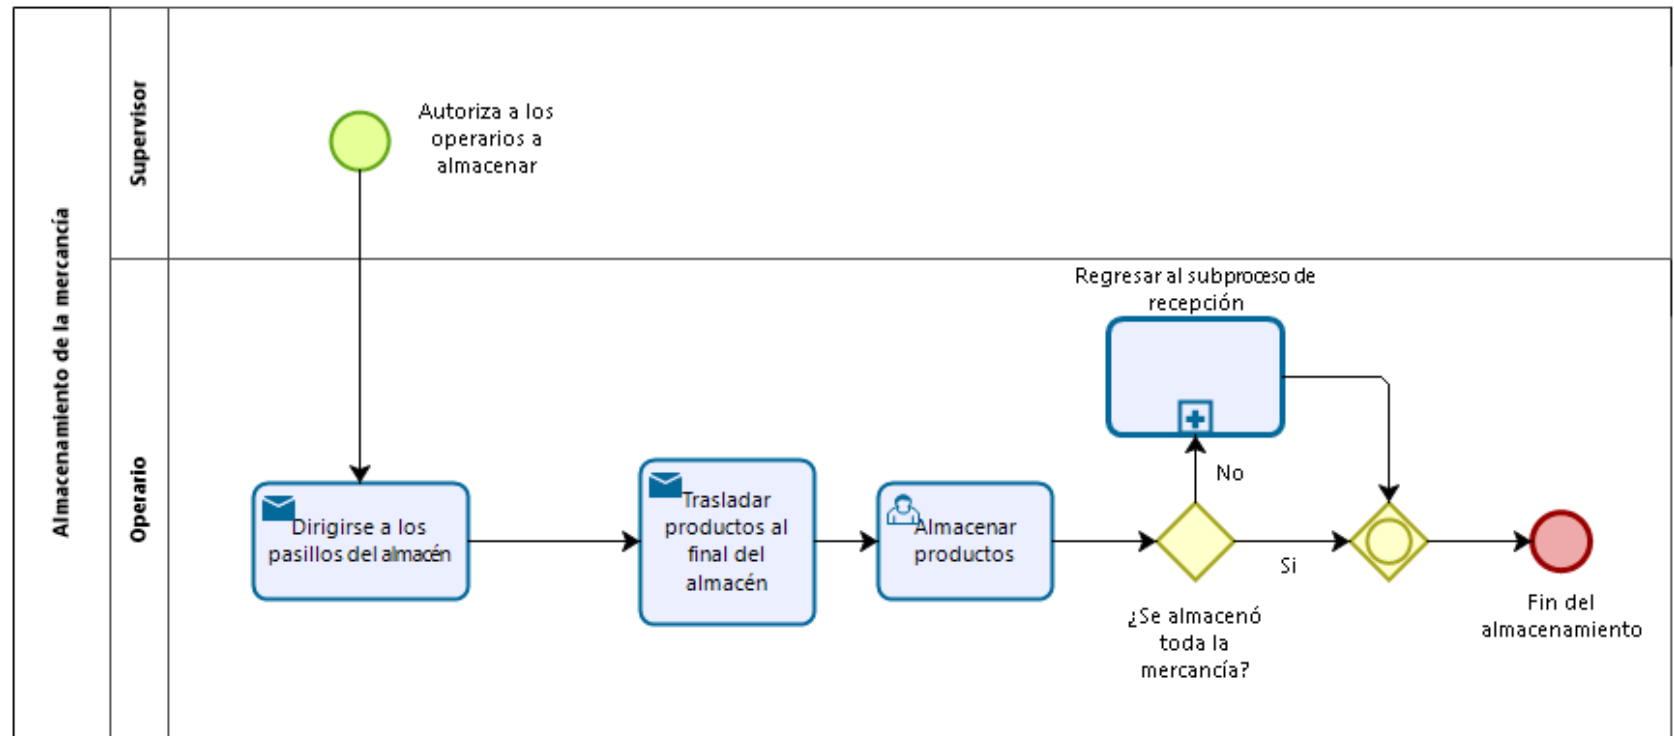 Almacenamiento de la mercancía
Supervisor
Autoriza a los
operarios a
almacenar
Operario
Dirigirse a los
pasillos del almacén
Trasladar
productos al
final del
almacén
Almacenar
productos
¿Se almacenó
toda la
mercancía?
No
Regresar al subproceso de
recepción
Si
Fin del
almacenamiento